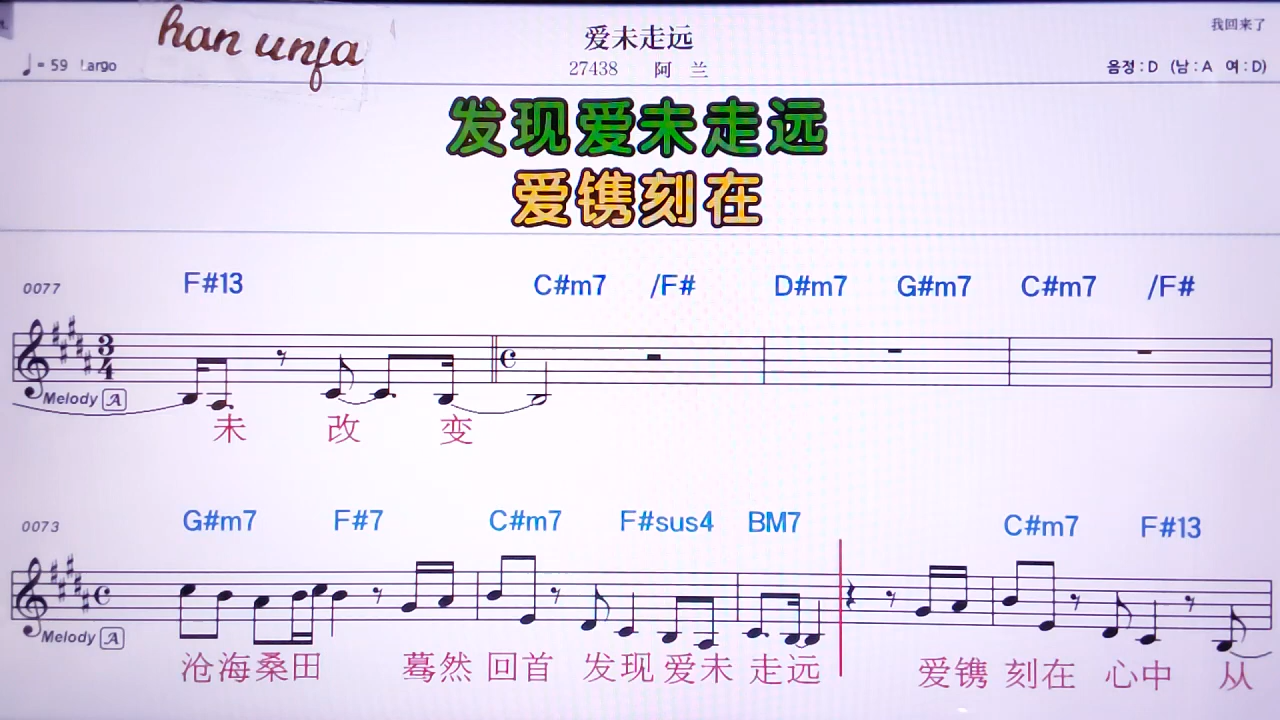 han unfa
爱未走远
我回来了
♩= 59 Largo
27438 阿 兰
음정 : D (남 : A 여 : D)
发现爱未走远
爱镌刻在
0077
F#13 C#m7 /F# D#m7 G#m7 C#m7 /F#
3/4
Melody A
未 改 变
0073
G#m7 F#7 C#m7 F#sus4 BM7 C#m7 F#13
Melody A
沧海桑田 蓦然 回首 发现 爱未 走远 爱镌 刻在 心中 从